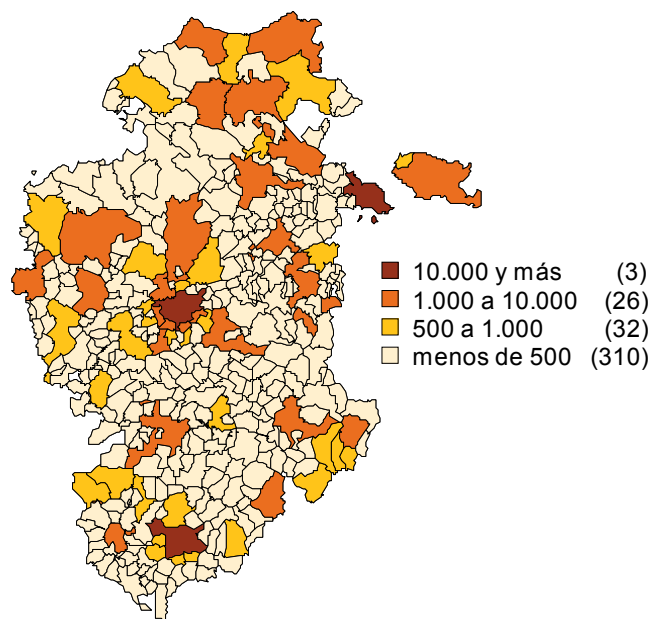 10.000 y más (3)
1.000 a 10.000 (26)
500 a 1.000 (32)
menos de 500 (310)